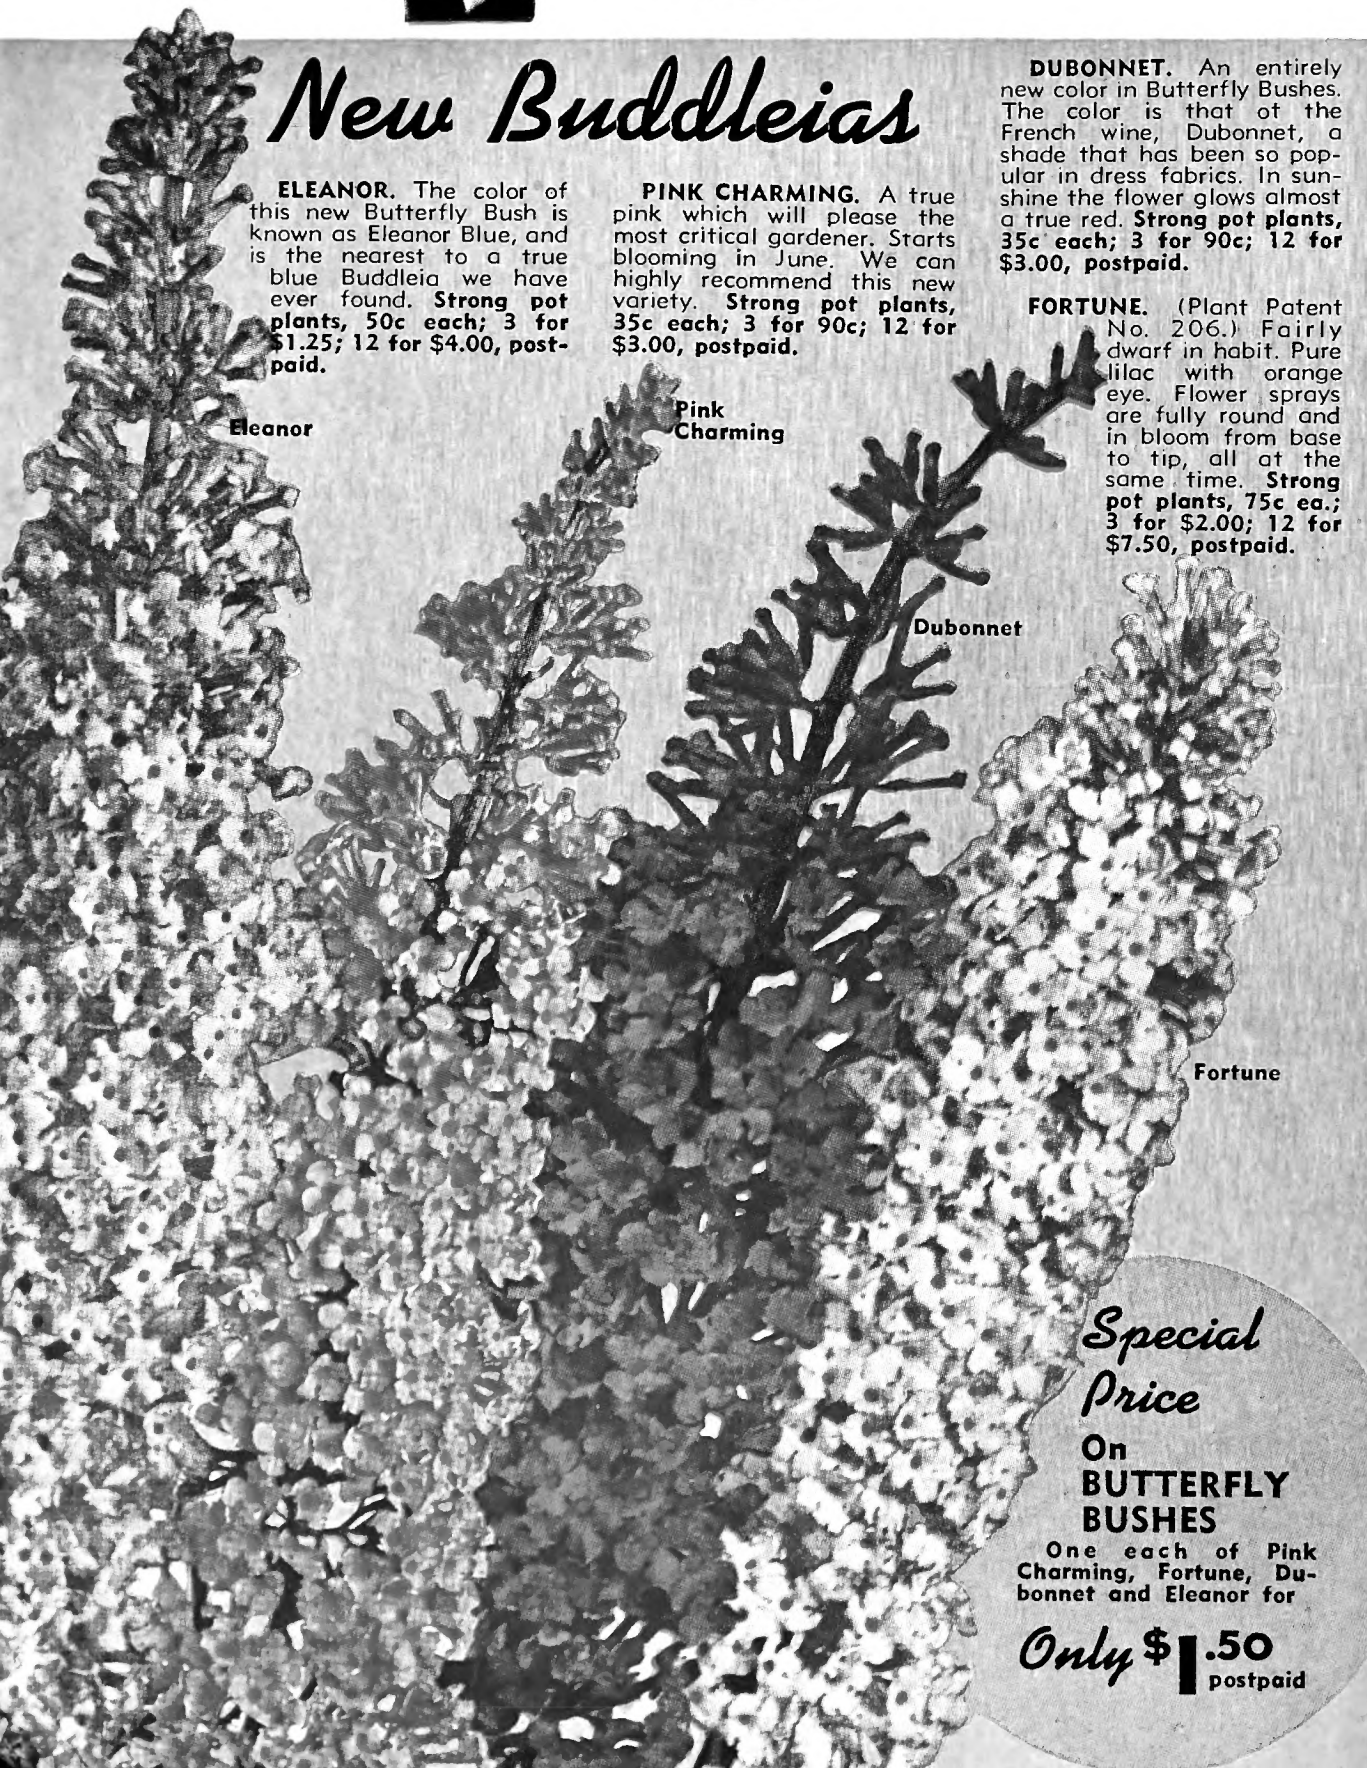 New Buddleias
ELEANOR. The color of
this new Butterfly Bush is
known as Eleanor Blue, and
is the nearest to a true
blue Buddleia we have
ever found. Strong pot
plants, 50c each; 3 for
$1.25; 12 for $4.00, post-
paid.
PINK CHARMING. A true
pink which will please the
most critical gardener. Starts
blooming in June. We can
highly recommend this new
variety. Strong pot plants,
35c each; 3 for 90c; 12 for
$3.00, postpaid.
DUBONNET. An entirely
new color in Butterfly Bushes.
The color is that ot the
French wine, Dubonnet, a
shade that has been so pop-
ular in dress fabrics. In sun-
shine the flower glows almost
a true red. Strong pot plants,
35c each; 3 for 90c; 12 for
$3.00, postpaid.
FORTUNE. (Plant Patent
No. 206.) Fairly
dwarf in habit. Pure
lilac with orange
eye. Flower sprays
are fully round and
in bloom from base
to tip, all at the
same time. Strong
pot plants, 75c ea.;
3 for $2.00; 12 for
$7.50, postpaid.
Eleanor
Pink
Charming
Dubonnet
Fortune
Special
Price
On
BUTTERFLY
BUSHES
One each of Pink
Charming, Fortune, Du-
bonnet and Eleanor for
Only $1.50
postpaid